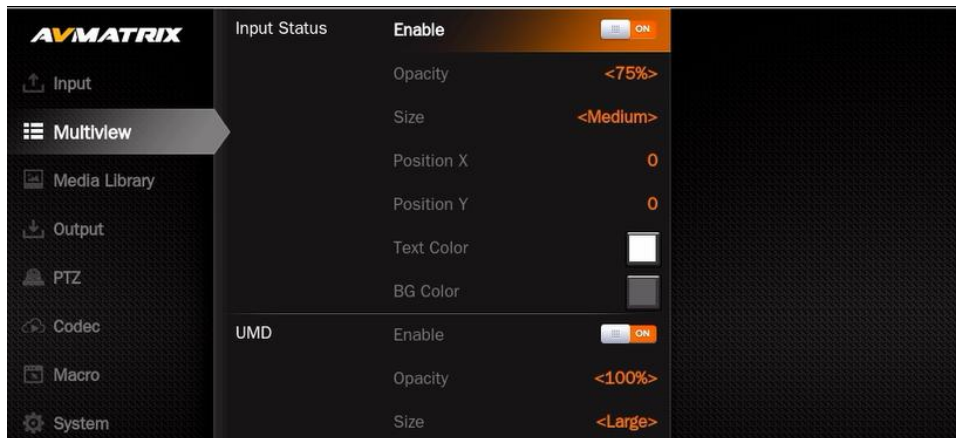 AVMATRIX
Input
Multiview
Media Library
Output
PTZ
Codec
Macro
System
Input Status Enable ON
Opacity <75%>
Size <Medium>
Position X 0
Position Y 0
Text Color
BG Color
UMD Enable ON
Opacity <100%>
Size <Large>